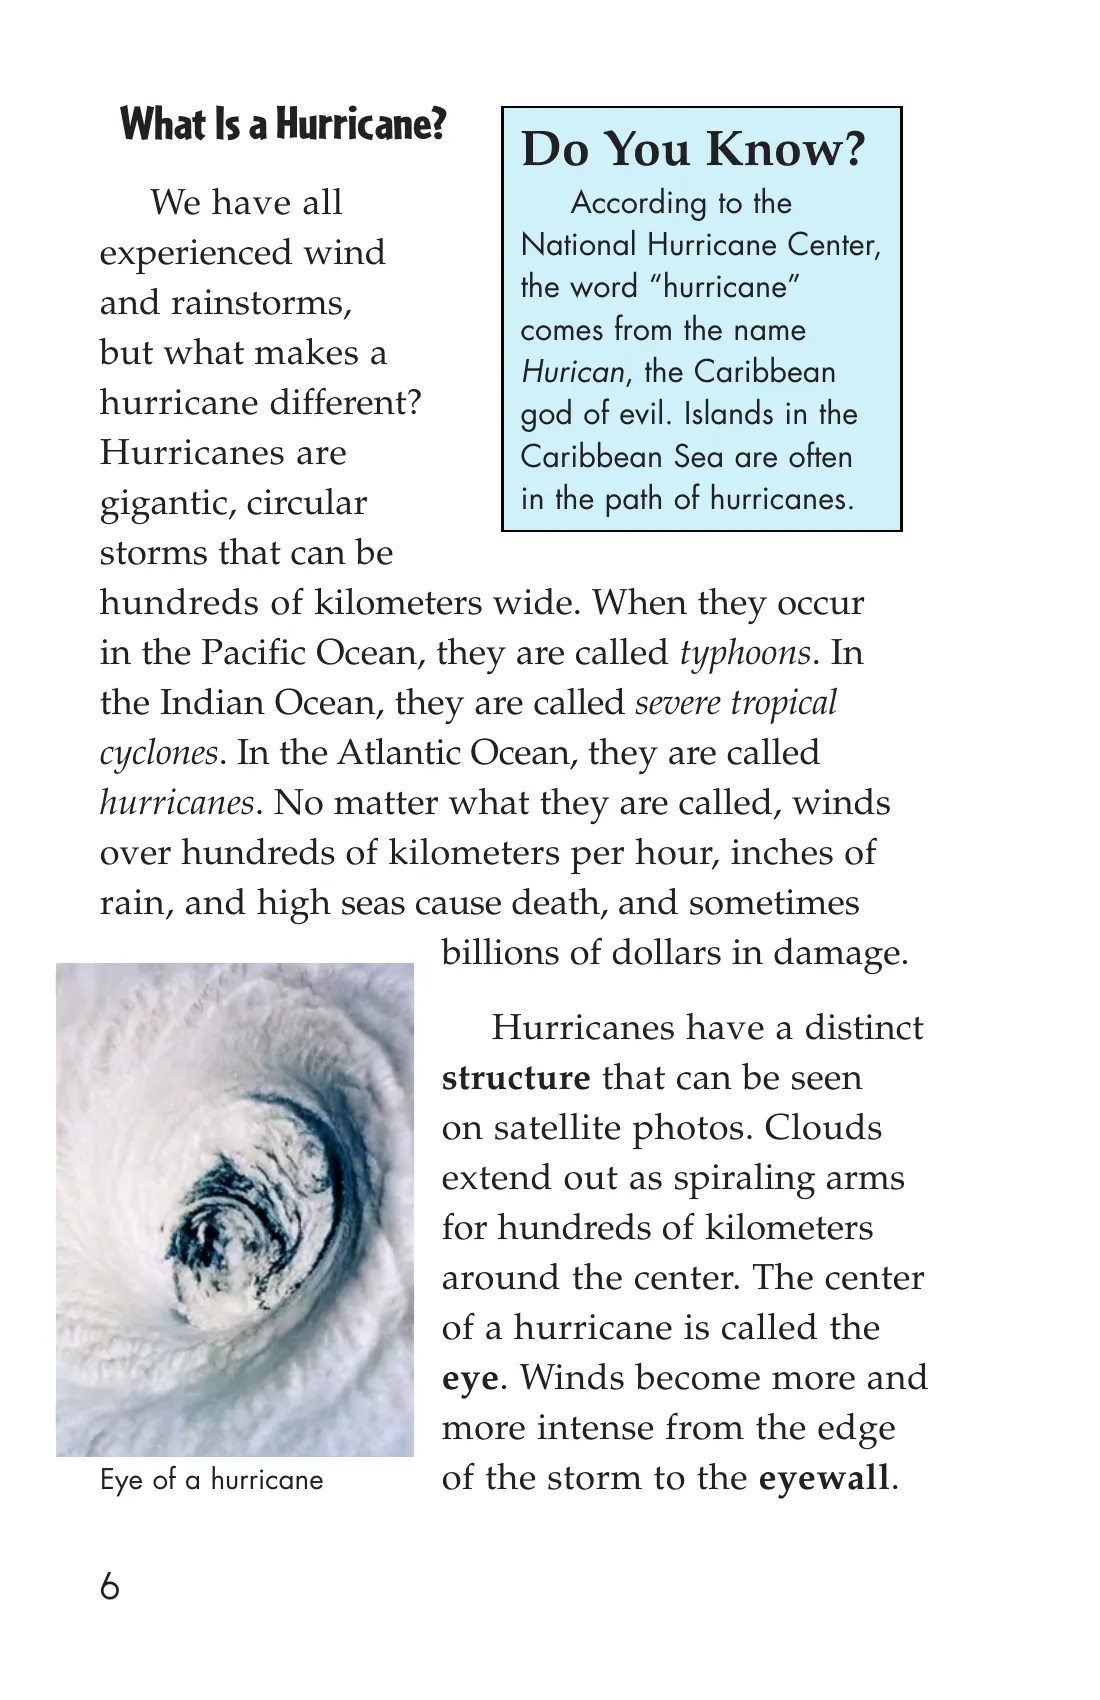 What Is a Hurricane?
We have all
experienced wind
and rainstorms,
but what makes a
hurricane different?
Hurricanes are
gigantic, circular
storms that can be
hundreds of kilometers wide. When they occur
in the Pacific Ocean, they are called typhoons. In
the Indian Ocean, they are called severe tropical
cyclones. In the Atlantic Ocean, they are called
hurricanes. No matter what they are called, winds
over hundreds of kilometers per hour, inches of
rain, and high seas cause death, and sometimes
billions of dollars in damage.
Do You Know?
According to the
National Hurricane Center,
the word “hurricane”
comes from the name
Hurican, the Caribbean
god of evil. Islands in the
Caribbean Sea are often
in the path of hurricanes.
Hurricanes have a distinct
structure that can be seen
on satellite photos. Clouds
extend out as spiraling arms
for hundreds of kilometers
around the center. The center
of a hurricane is called the
eye. Winds become more and
more intense from the edge
of the storm to the eyewall.
Eye of a hurricane
6